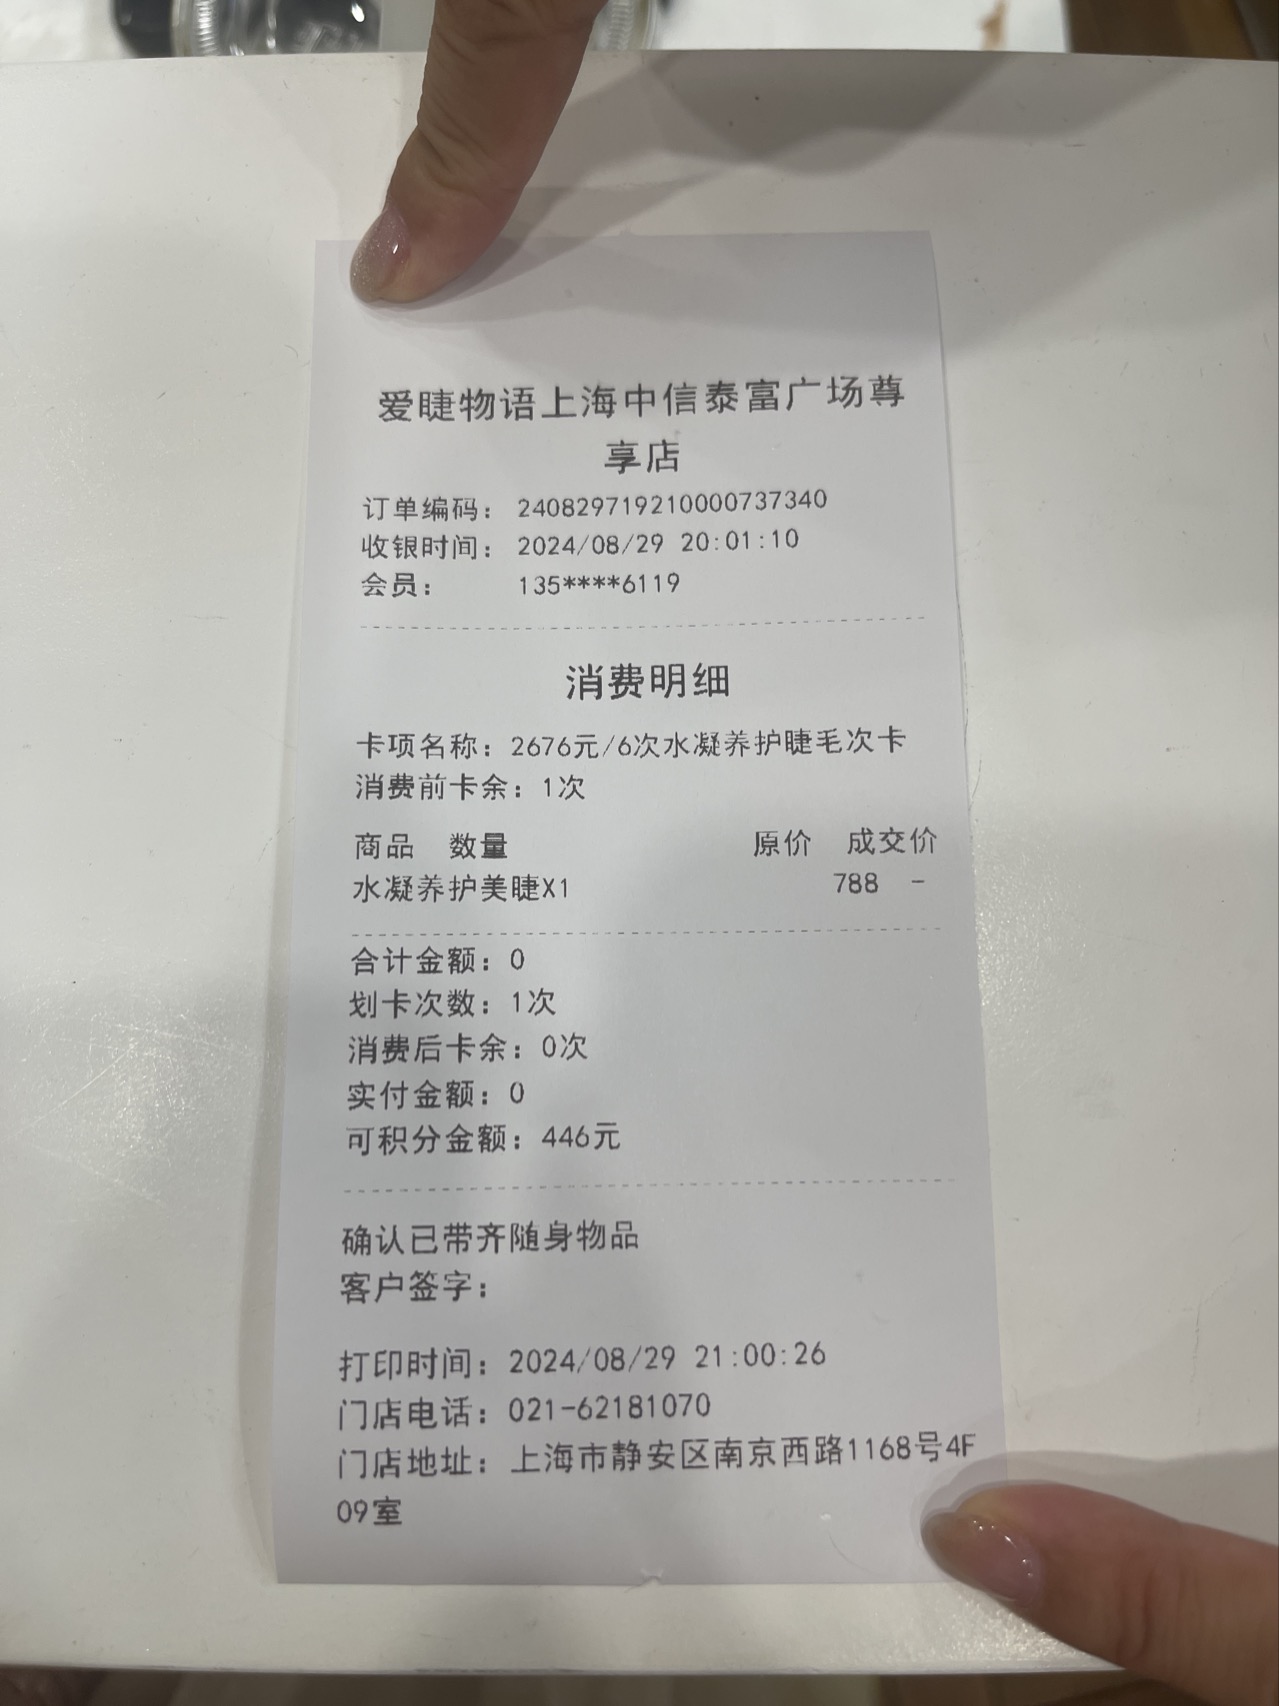 爱睫物语上海中信泰富广场尊
享店
订单编码： 240829719210000737340
收银时间： 2024/08/29 20:01:10
会员： 135****6119
消费明细
卡项名称：2676元/6次水凝养护睫毛次卡
消费前卡余：1次
商品 数量 原价 成交价
水凝养护美睫X1 788 -
合计金额：0
划卡次数：1次
消费后卡余：0次
实付金额：0
可积分金额：446元
确认已带齐随身物品
客户签字：
打印时间：2024/08/29 21:00:26
门店电话：021-62181070
门店地址：上海市静安区南京西路1168号4F
09室